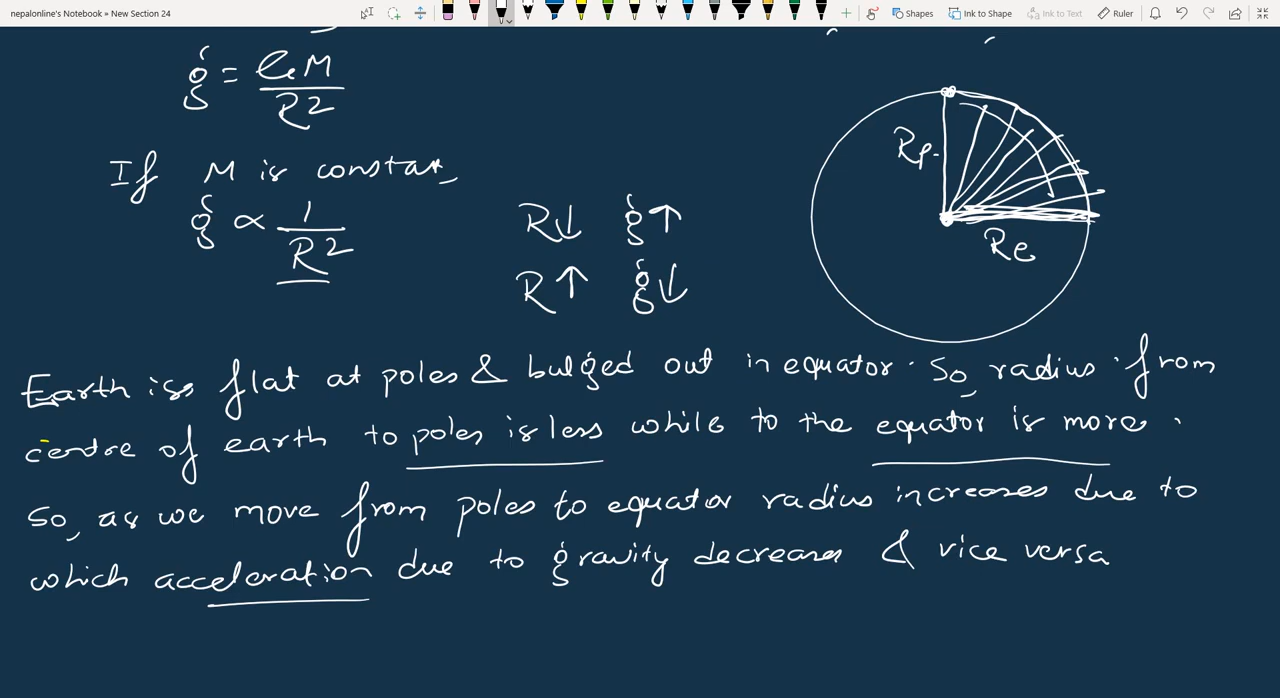 nepalonline's Notebook » New Section 24
Shapes
Ink to Shape
Ink to Text
Ruler
g = GM
R2
If M is constant,
g ∝ 1
R2
R↓ g↑
R↑ g↓
Rp
Re
Earth iss flat at poles & bulged out in equator. So, radius from
centre of earth to poles is less while to the equator is more.
So, as we move from poles to equator radius increases due to
which acceleration due to gravity decreases & vice versa